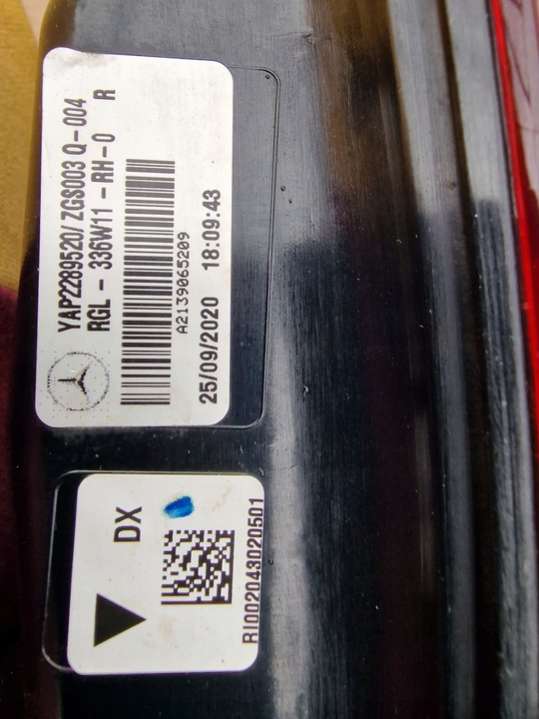 YAP2289520/ZGS003 Q-004
RGL - 336W11-RH-0 R
A2139065209
25/09/2020 18:09:43
DX
RI002043020501